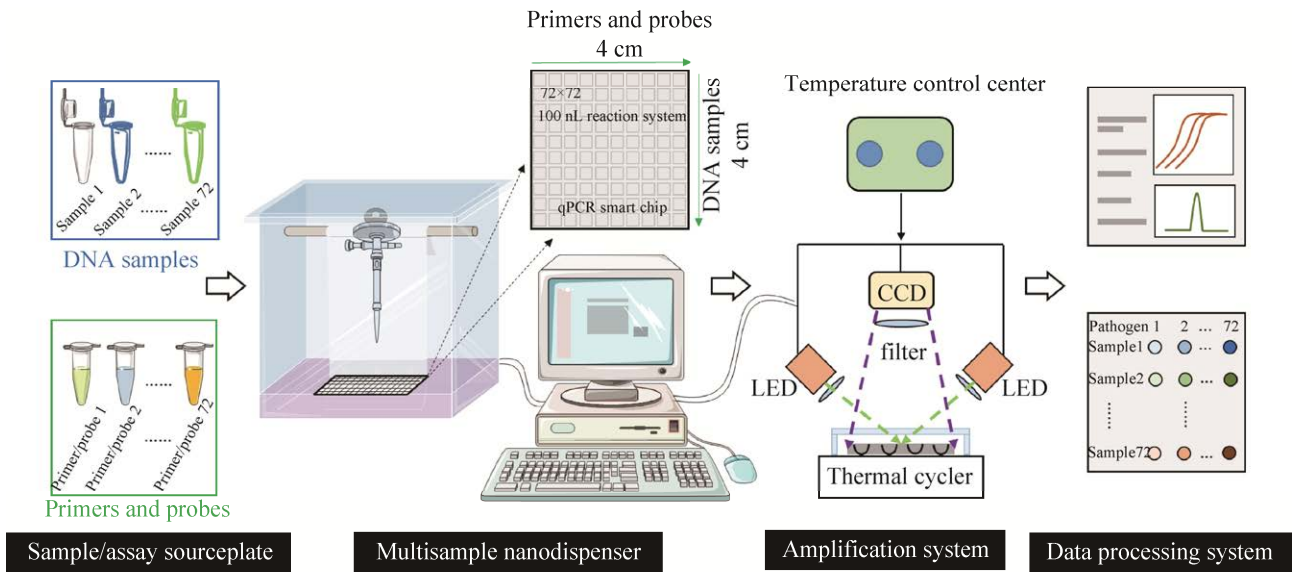 Primers and probes
4 cm
72×72
100 nL reaction system
qPCR smart chip
DNA samples
4 cm
Sample 1
Sample 2
......
......
Sample 72
DNA samples
Primer/probe 1
Primer/probe 2
......
......
Primer/probe 72
Primers and probes
Temperature control center
CCD
filter
LED
LED
Thermal cycler
Pathogen 1 2 ... 72
Sample1 ...
Sample2 ...
...... ......
Sample72 ...
Sample/assay sourceplate
Multisample nanodispenser
Amplification system
Data processing system